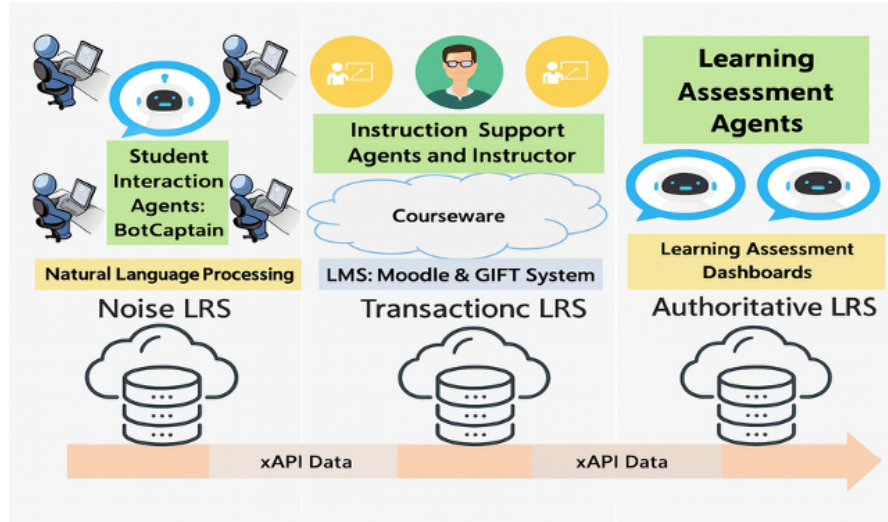 Student
Interaction
Agents:
BotCaptain
Natural Language Processing
Noise LRS
Instruction Support
Agents and Instructor
Courseware
LMS: Moodle & GIFT System
Transactionc LRS
Learning
Assessment
Agents
Learning Assessment
Dashboards
Authoritative LRS
xAPI Data
xAPI Data